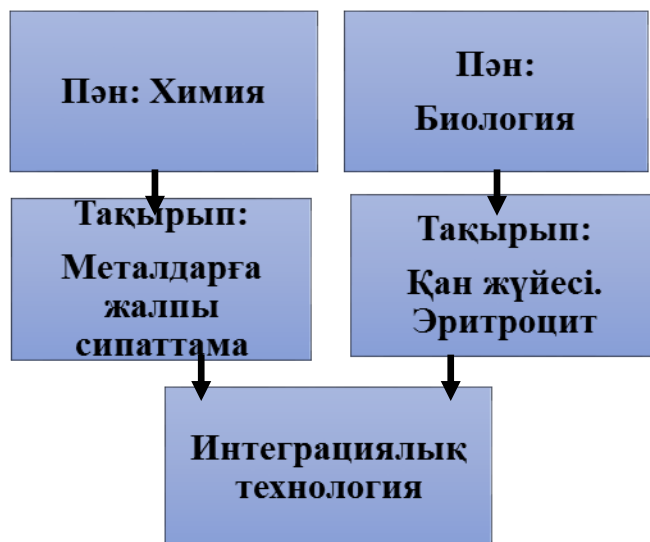 Пән: Химия
Пән:
Биология
Тақырып:
Металдарға
жалпы
сипаттама
Тақырып:
Қан жүйесі.
Эритроцит
Интеграциялық
технология